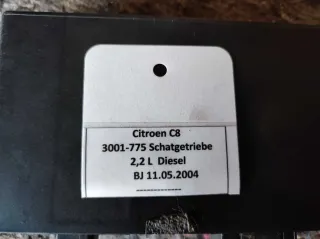 Citroen C8
3001-775 Schatgetriebe
2,2 L Diesel
BJ 11.05.2004